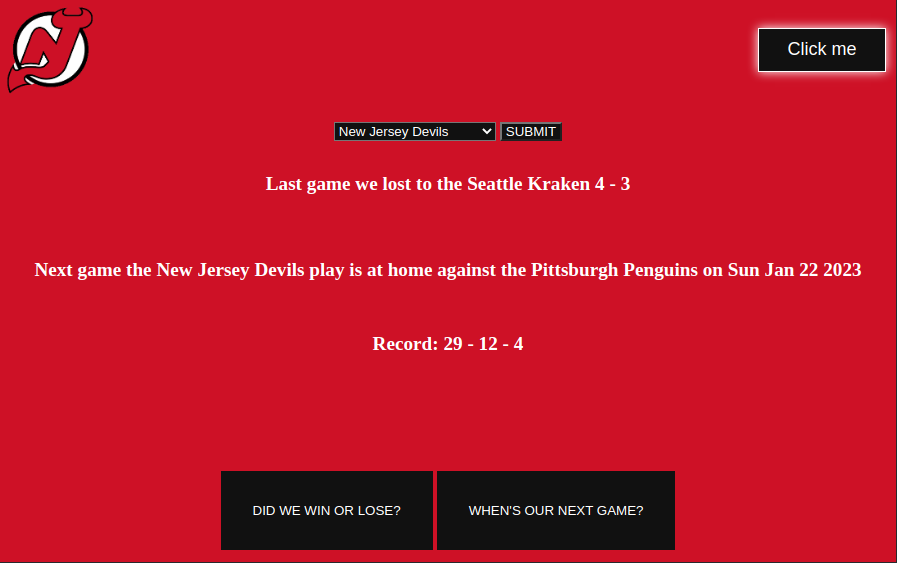 Click me
New Jersey Devils SUBMIT
Last game we lost to the Seattle Kraken 4 - 3
Next game the New Jersey Devils play is at home against the Pittsburgh Penguins on Sun Jan 22 2023
Record: 29 - 12 - 4
DID WE WIN OR LOSE? WHEN'S OUR NEXT GAME?